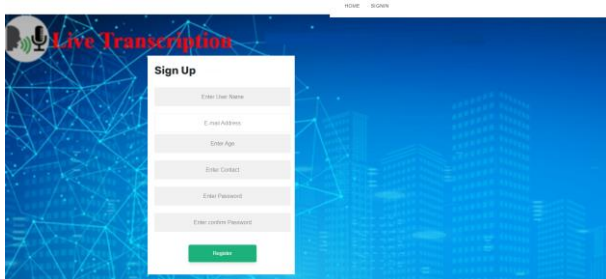 HOME SIGNIN
Live Transcription
Sign Up
Enter User Name
E-mail Address
Enter Age
Enter Contact
Enter Password
Enter confirm Password
Register